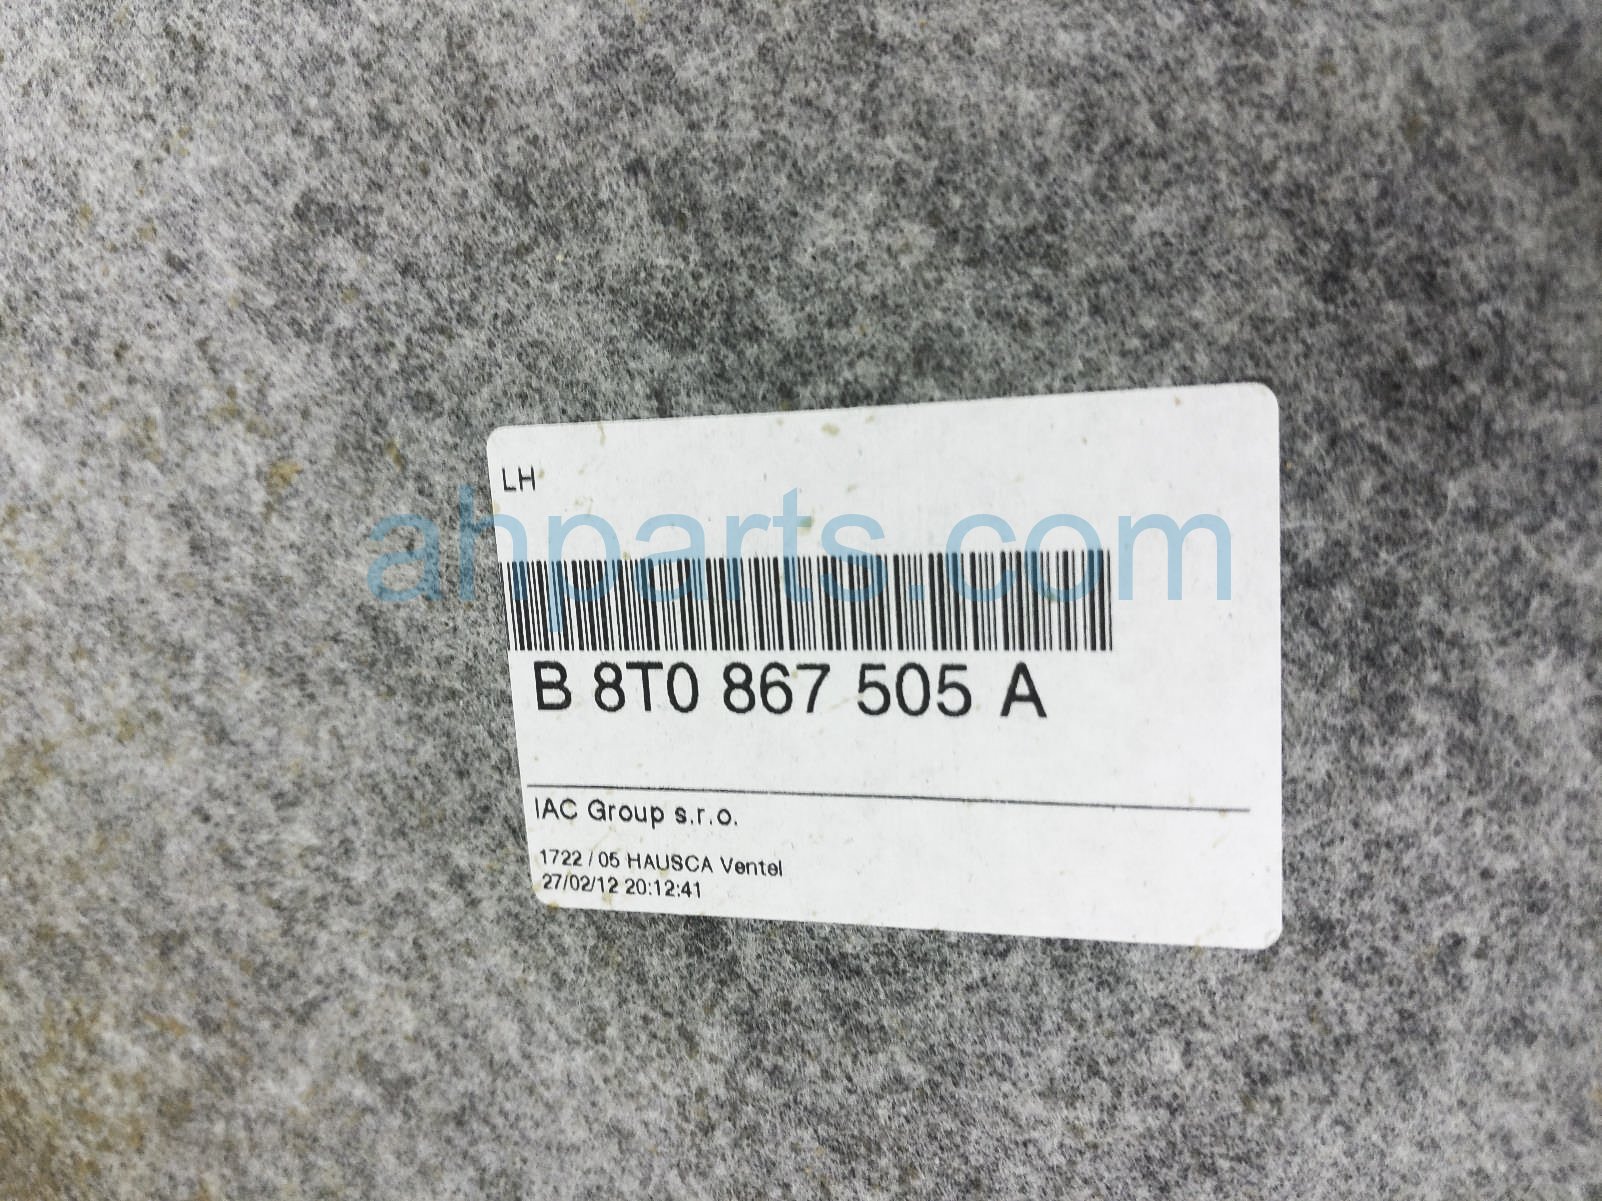 LH
ahparts.com
B 8T0 867 505 A
IAC Group s.r.o.
1722 / 05 HAUSCA Ventel
27/02/12 20:12:41